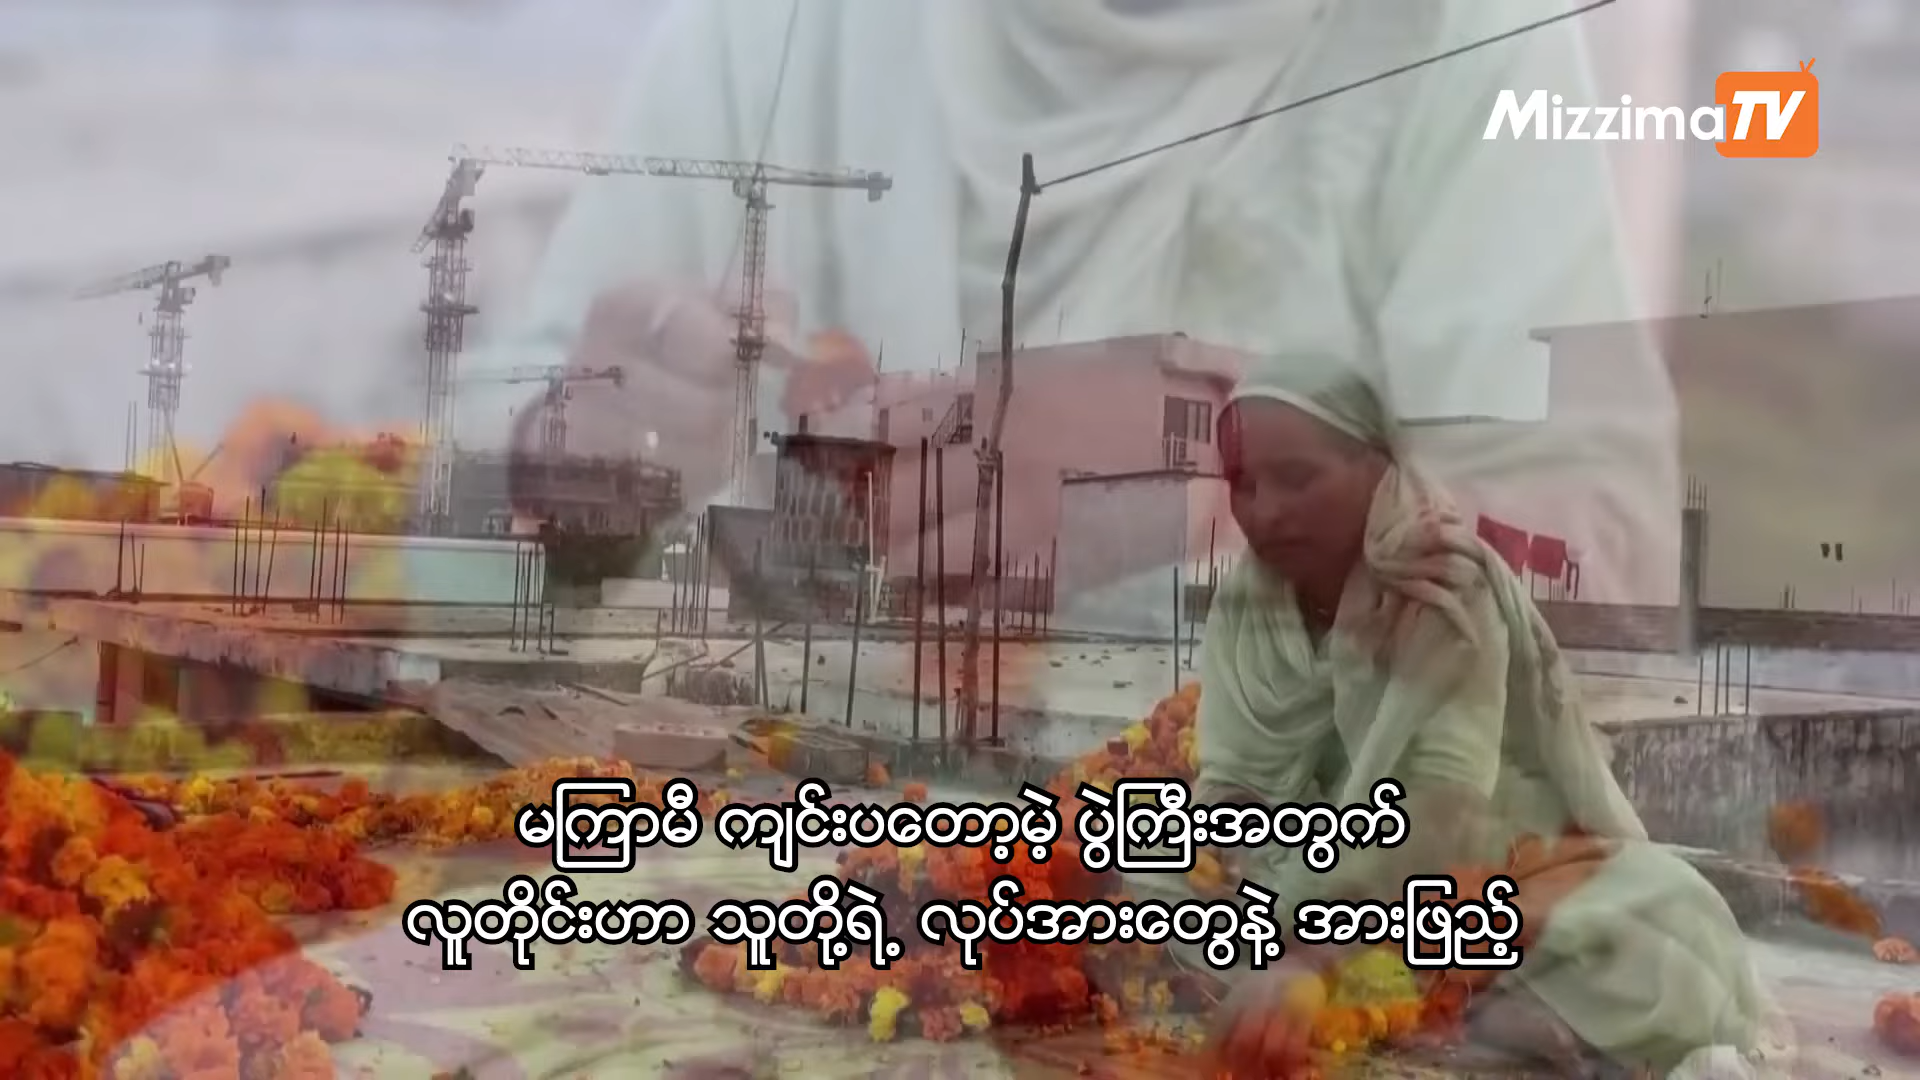 MizzimaTV
မကြာမီ ကျင်းပတော့မဲ့ ပွဲကြီးအတွက်
လူတိုင်းဟာ သူတို့ရဲ့ လုပ်အားတွေနဲ့ အားဖြည့်